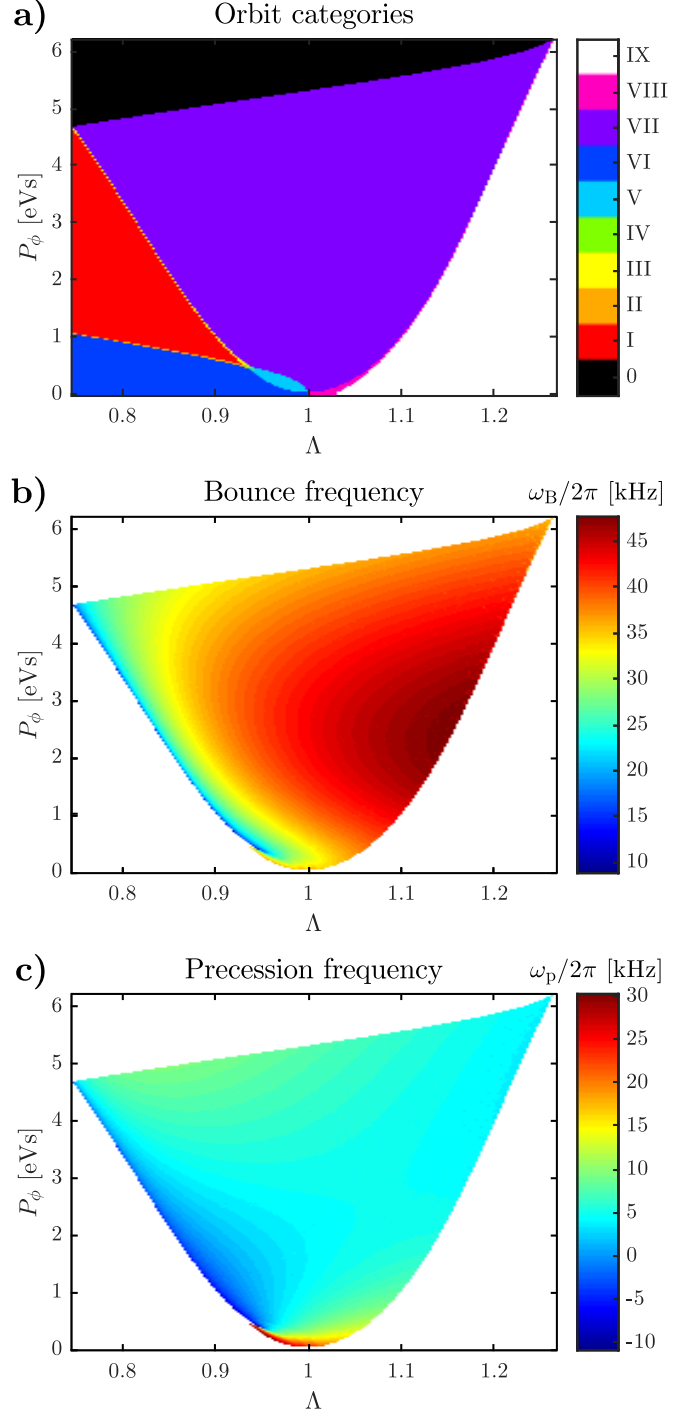 a)
Orbit categories
6
5
4
3
2
1
0
P_ϕ [eVs]
0.8
0.9
1
1.1
1.2
Λ
IX
VIII
VII
VI
V
IV
III
II
I
0
b)
Bounce frequency
ω_B/2π [kHz]
6
5
4
3
2
1
0
P_ϕ [eVs]
0.8
0.9
1
1.1
1.2
Λ
45
40
35
30
25
20
15
10
c)
Precession frequency
ω_p/2π [kHz]
6
5
4
3
2
1
0
P_ϕ [eVs]
0.8
0.9
1
1.1
1.2
Λ
30
25
20
15
10
5
0
-5
-10